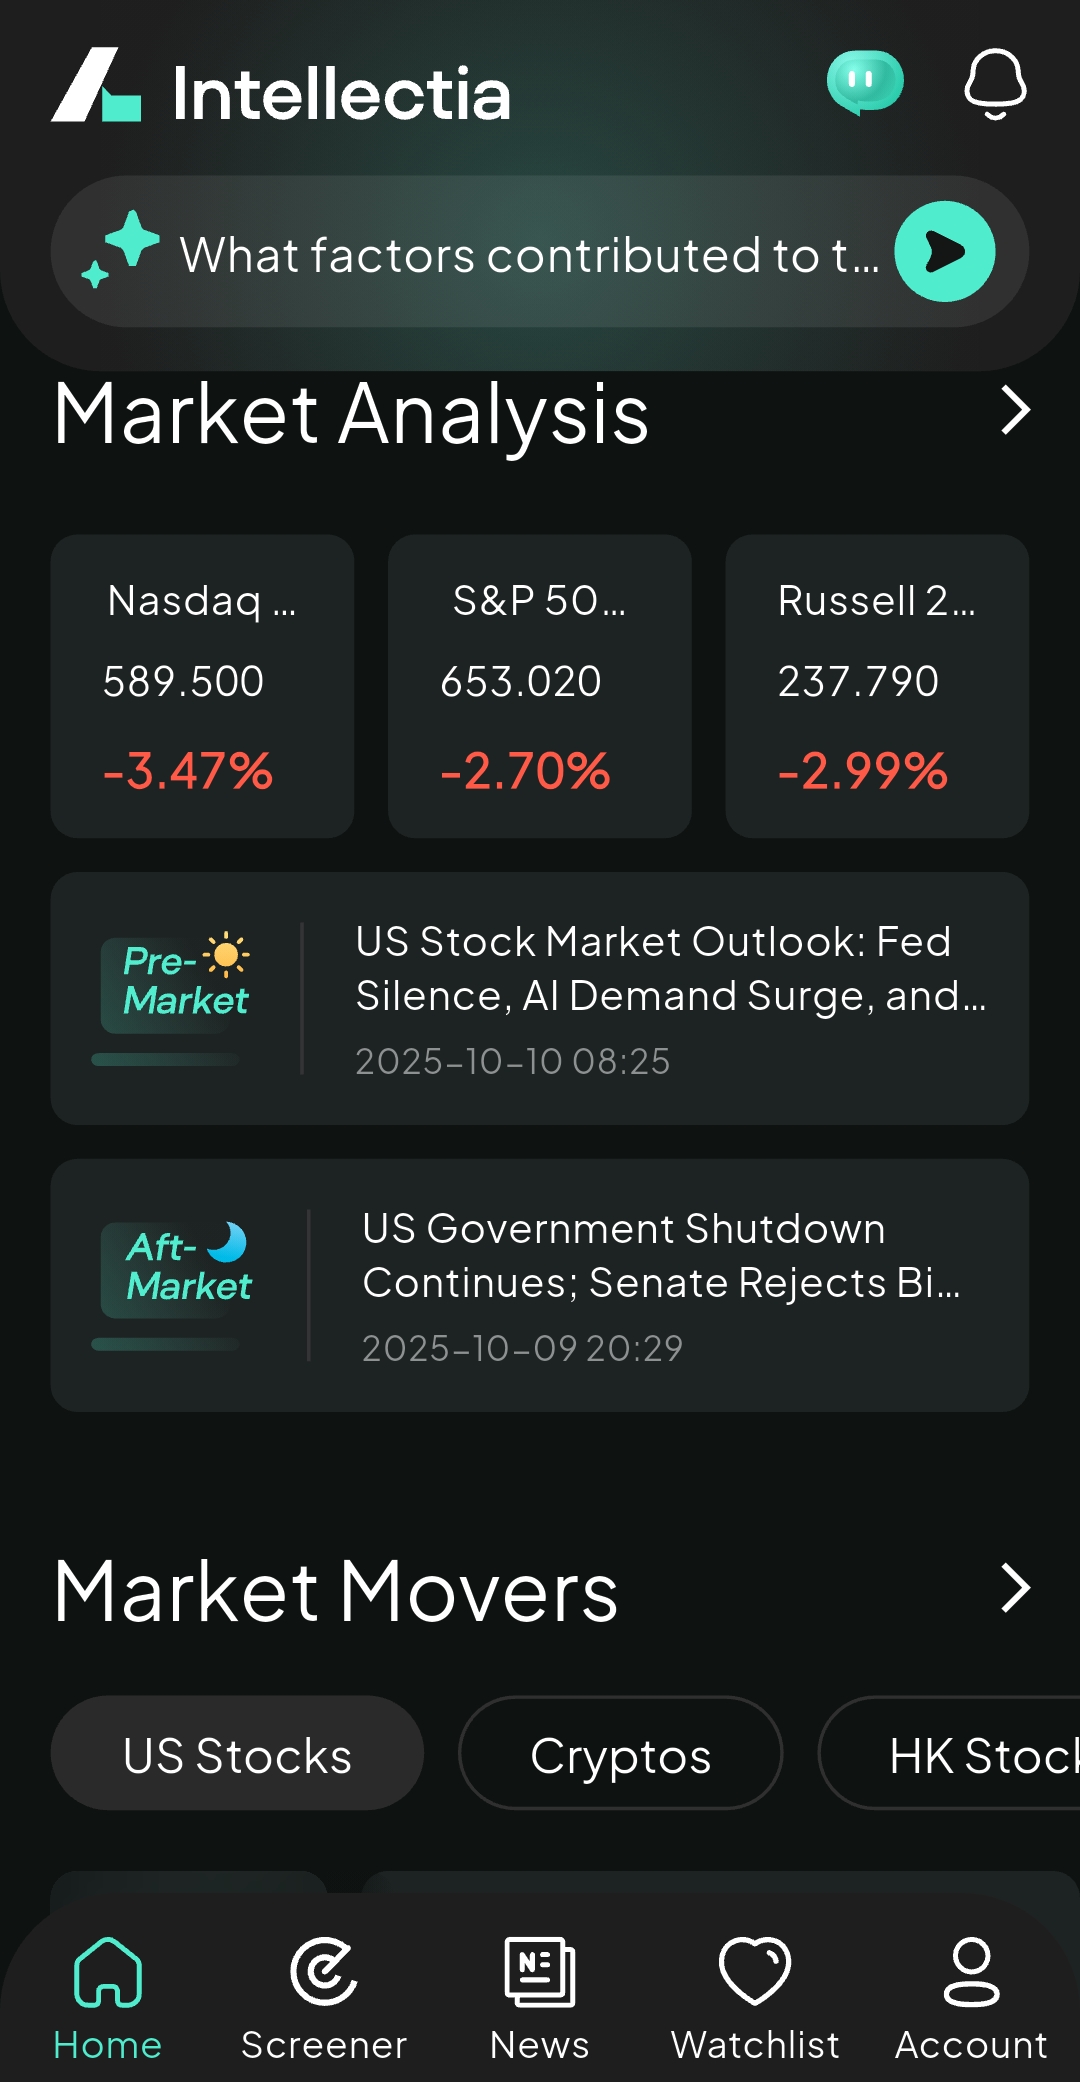 Intellectia
What factors contributed to t...
Market Analysis
Nasdaq ...
589.500
-3.47%
S&P 50...
653.020
-2.70%
Russell 2...
237.790
-2.99%
Pre-
Market
US Stock Market Outlook: Fed
Silence, AI Demand Surge, and...
2025-10-10 08:25
Aft-
Market
US Government Shutdown
Continues; Senate Rejects Bi...
2025-10-09 20:29
Market Movers
US Stocks
Cryptos
HK Stock
Home
Screener
News
Watchlist
Account